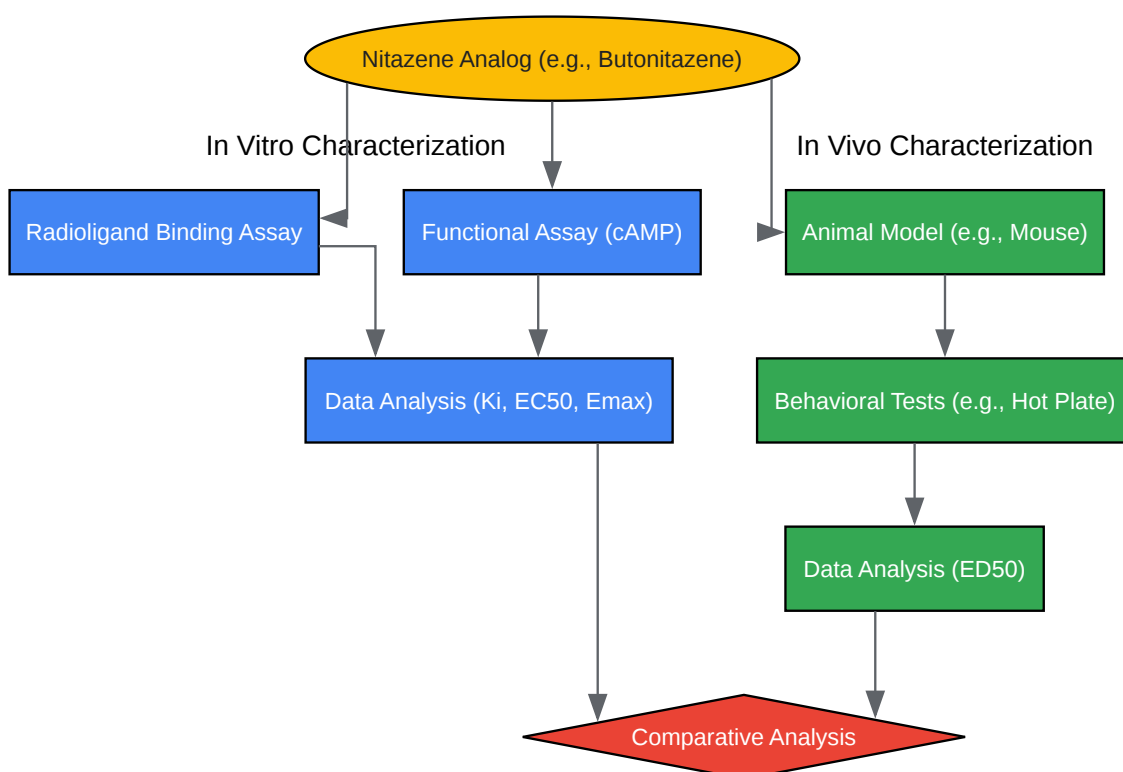 Nitazene Analog (e.g., Butonitazene)
In Vitro Characterization
In Vivo Characterization
Radioligand Binding Assay
Functional Assay (cAMP)
Animal Model (e.g., Mouse)
Data Analysis (Ki, EC50, Emax)
Behavioral Tests (e.g., Hot Plate)
Data Analysis (ED50)
Comparative Analysis